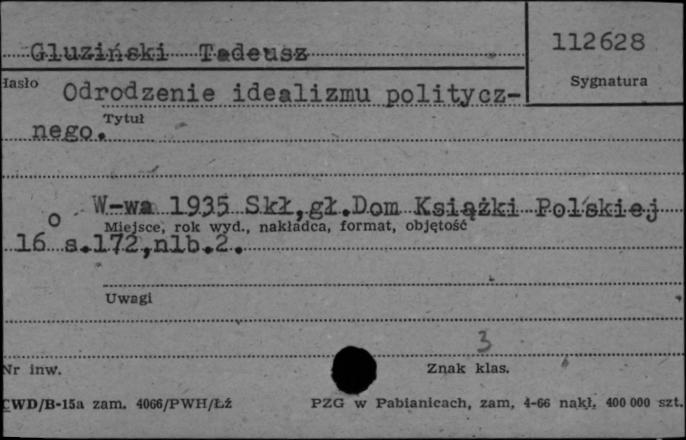 Gluziński Tadeusz
112628
Hasło
Sygnatura
Odrodzenie idealizmu politycz-
Tytuł
nego.
W-wa 1935 Skł,gł.Dom Książki Polskiej
Miejsce, rok wyd., nakładca, format, objętość
16° s.172,nlb.2.
Uwagi
3
Nr inw.
Znak klas.
CWD/B-15a zam. 4066/PWH/Łż
PZG w Pabianicach, zam. 4-66 nakł. 400 000 szt.